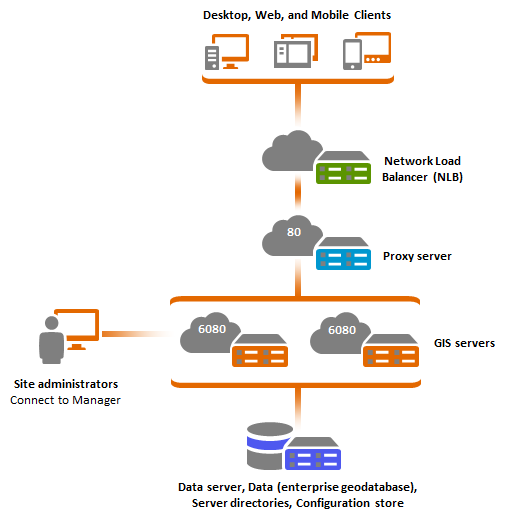 Desktop, Web, and Mobile Clients
Network Load
Balancer (NLB)
80
Proxy server
6080
6080
GIS servers
Site administrators
Connect to Manager
Data server, Data (enterprise geodatabase),
Server directories, Configuration store